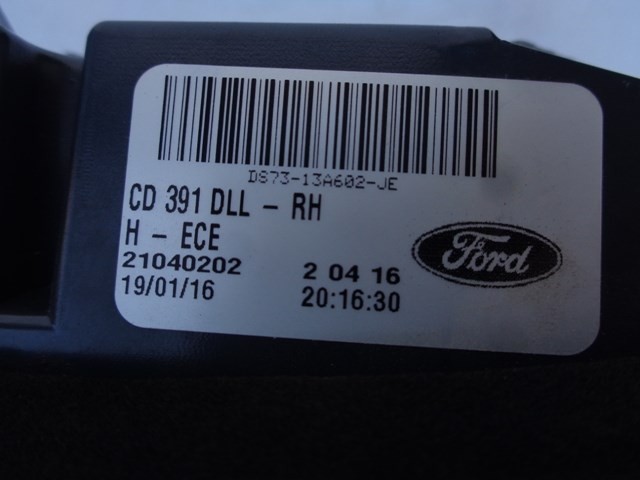 DS73-13A602-JE
CD 391 DLL - RH
H - ECE
21040202 2 04 16
19/01/16 20:16:30
Ford